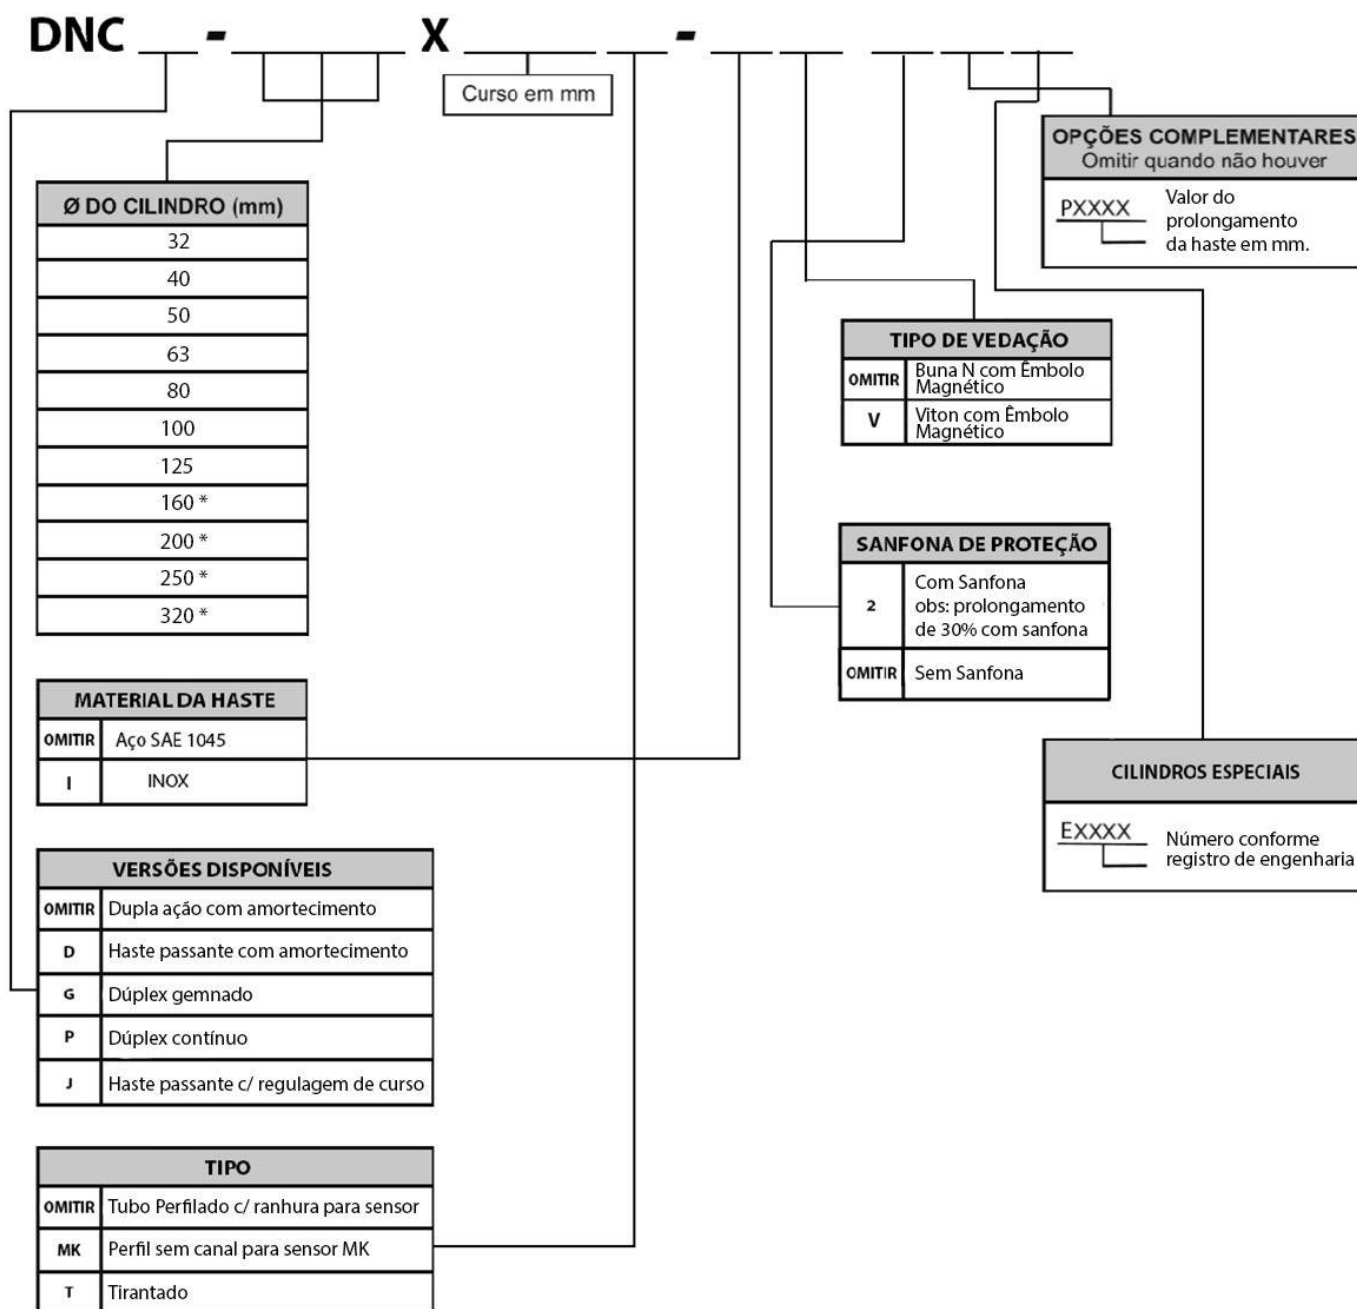 DNC - X -
Curso em mm
OPÇÕES COMPLEMENTARES
Omitir quando não houver
PXXXX
Valor do
prolongamento
da haste em mm.
Ø DO CILINDRO (mm)
32
40
50
63
80
100
125
160 *
200 *
250 *
320 *
TIPO DE VEDAÇÃO
OMITIR Buna N com Êmbolo
Magnético
V Viton com Êmbolo
Magnético
SANFONA DE PROTEÇÃO
2 Com Sanfona
obs: prolongamento
de 30% com sanfona
OMITIR Sem Sanfona
MATERIAL DA HASTE
OMITIR Aço SAE 1045
I INOX
CILINDROS ESPECIAIS
EXXXX
Número conforme
registro de engenharia
VERSÕES DISPONÍVEIS
OMITIR Dupla ação com amortecimento
D Haste passante com amortecimento
G Dúplex gemnado
P Dúplex contínuo
J Haste passante c/ regulagem de curso
TIPO
OMITIR Tubo Perfilado c/ ranhura para sensor
MK Perfil sem canal para sensor MK
T Tirantado